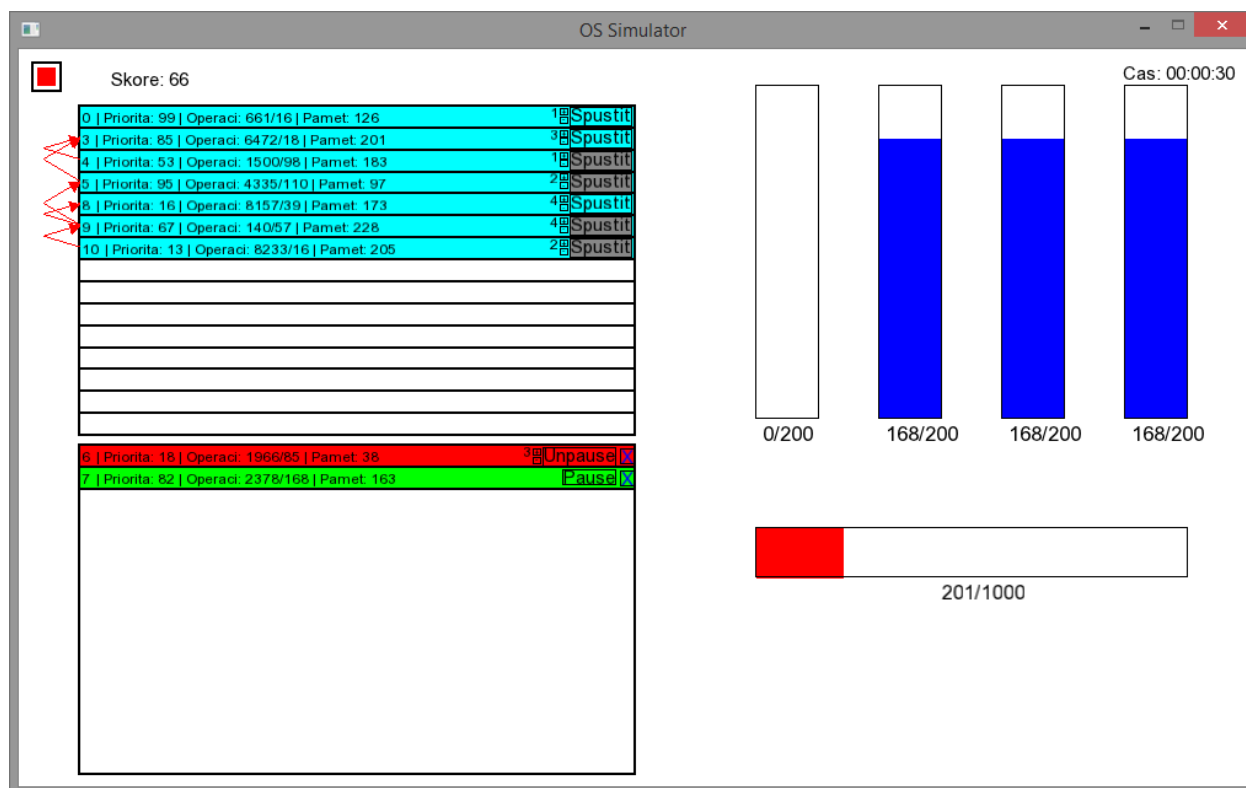 OS Simulator
Skore: 66
Cas: 00:00:30
0 | Priorita: 99 | Operaci: 661/16 | Pamet: 126 1 Spustit
3 | Priorita: 85 | Operaci: 6472/18 | Pamet: 201 3 Spustit
4 | Priorita: 53 | Operaci: 1500/98 | Pamet: 183 1 Spustit
5 | Priorita: 95 | Operaci: 4335/110 | Pamet: 97 2 Spustit
8 | Priorita: 16 | Operaci: 8157/39 | Pamet: 173 4 Spustit
9 | Priorita: 67 | Operaci: 140/57 | Pamet: 228 4 Spustit
10 | Priorita: 13 | Operaci: 8233/16 | Pamet: 205 2 Spustit
0/200 168/200 168/200 168/200
6 | Priorita: 18 | Operaci: 1966/85 | Pamet: 38 3 Unpause X
7 | Priorita: 82 | Operaci: 2378/168 | Pamet: 163 Pause X
201/1000